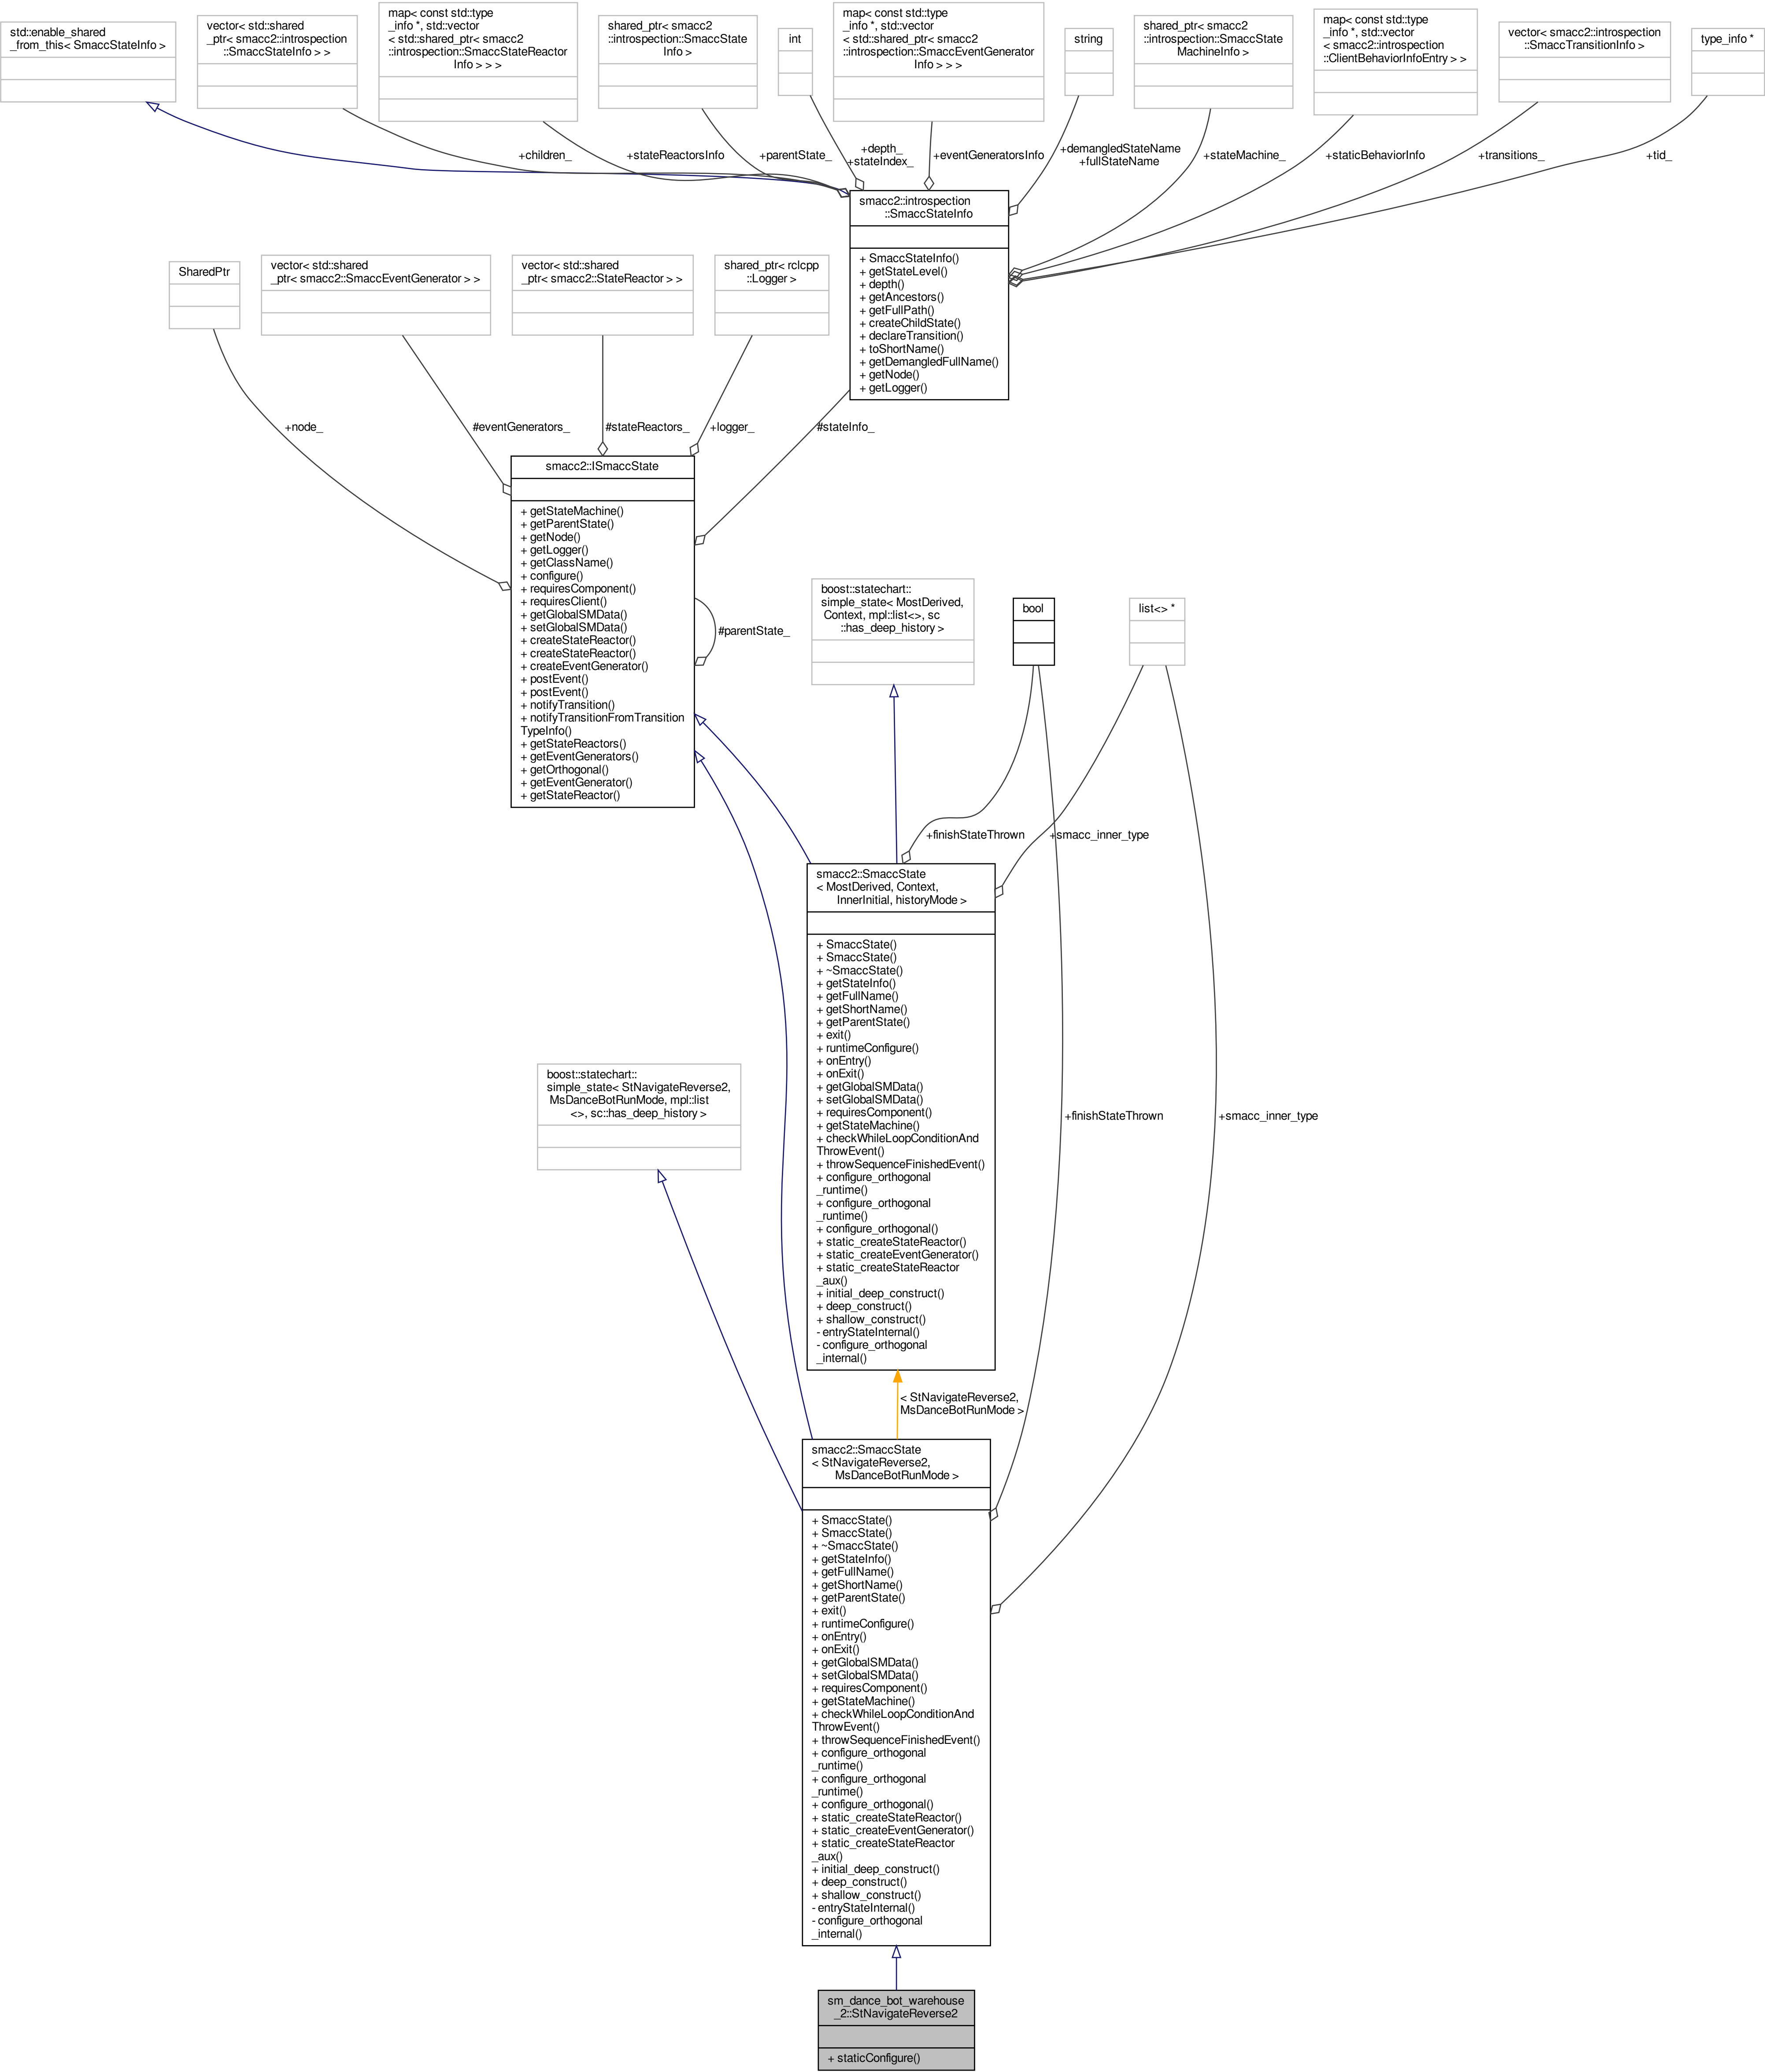 std::enable_shared
_from_this< SmaccStateInfo >
vector< std::shared
_ptr< smacc2::introspection
::SmaccStateInfo > >
map< const std::type
_info *, std::vector
< std::shared_ptr< smacc2
::introspection::SmaccStateReactor
Info > > >
shared_ptr< smacc2
::introspection::SmaccState
Info >
int
map< const std::type
_info *, std::vector
< std::shared_ptr< smacc2
::introspection::SmaccEventGenerator
Info > > >
string
shared_ptr< smacc2
::introspection::SmaccState
MachineInfo >
map< const std::type
_info *, std::vector
< smacc2::introspection
::ClientBehaviorInfoEntry > >
vector< smacc2::introspection
::SmaccTransitionInfo >
type_info *
+children_
+stateReactorsInfo
+parentState_
+depth_
+stateIndex_
+eventGeneratorsInfo
+demangledStateName
+fullStateName
+stateMachine_
+staticBehaviorInfo
+transitions_
+tid_
smacc2::introspection
::SmaccStateInfo
+ SmaccStateInfo()
+ getStateLevel()
+ depth()
+ getAncestors()
+ getFullPath()
+ createChildState()
+ declareTransition()
+ toShortName()
+ getDemangledFullName()
+ getNode()
+ getLogger()
SharedPtr
vector< std::shared
_ptr< smacc2::SmaccEventGenerator > >
vector< std::shared
_ptr< smacc2::StateReactor > >
shared_ptr< rclcpp
::Logger >
+node_
#eventGenerators_
#stateReactors_
+logger_
#stateInfo_
smacc2::ISmaccState
+ getStateMachine()
+ getParentState()
+ getNode()
+ getLogger()
+ getClassName()
+ configure()
+ requiresComponent()
+ requiresClient()
+ getGlobalSMData()
+ setGlobalSMData()
+ createStateReactor()
+ createStateReactor()
+ createEventGenerator()
+ postEvent()
+ postEvent()
+ notifyTransition()
+ notifyTransitionFromTransition
TypeInfo()
+ getStateReactors()
+ getEventGenerators()
+ getOrthogonal()
+ getEventGenerator()
+ getStateReactor()
#parentState_
boost::statechart::
simple_state< MostDerived,
Context, mpl::list<>, sc
::has_deep_history >
bool
list<> *
+finishStateThrown
+smacc_inner_type
smacc2::SmaccState
< MostDerived, Context,
InnerInitial, historyMode >
+ SmaccState()
+ SmaccState()
+ ~SmaccState()
+ getStateInfo()
+ getFullName()
+ getShortName()
+ getParentState()
+ exit()
+ runtimeConfigure()
+ onEntry()
+ onExit()
+ getGlobalSMData()
+ setGlobalSMData()
+ requiresComponent()
+ getStateMachine()
+ checkWhileLoopConditionAnd
ThrowEvent()
+ throwSequenceFinishedEvent()
+ configure_orthogonal
_runtime()
+ configure_orthogonal
_runtime()
+ configure_orthogonal()
+ static_createStateReactor()
+ static_createEventGenerator()
+ static_createStateReactor
_aux()
+ initial_deep_construct()
+ deep_construct()
+ shallow_construct()
- entryStateInternal()
- configure_orthogonal
_internal()
boost::statechart::
simple_state< StNavigateReverse2,
MsDanceBotRunMode, mpl::list
<>, sc::has_deep_history >
+finishStateThrown
+smacc_inner_type
< StNavigateReverse2,
MsDanceBotRunMode >
smacc2::SmaccState
< StNavigateReverse2,
MsDanceBotRunMode >
+ SmaccState()
+ SmaccState()
+ ~SmaccState()
+ getStateInfo()
+ getFullName()
+ getShortName()
+ getParentState()
+ exit()
+ runtimeConfigure()
+ onEntry()
+ onExit()
+ getGlobalSMData()
+ setGlobalSMData()
+ requiresComponent()
+ getStateMachine()
+ checkWhileLoopConditionAnd
ThrowEvent()
+ throwSequenceFinishedEvent()
+ configure_orthogonal
_runtime()
+ configure_orthogonal
_runtime()
+ configure_orthogonal()
+ static_createStateReactor()
+ static_createEventGenerator()
+ static_createStateReactor
_aux()
+ initial_deep_construct()
+ deep_construct()
+ shallow_construct()
- entryStateInternal()
- configure_orthogonal
_internal()
sm_dance_bot_warehouse
_2::StNavigateReverse2
+ staticConfigure()